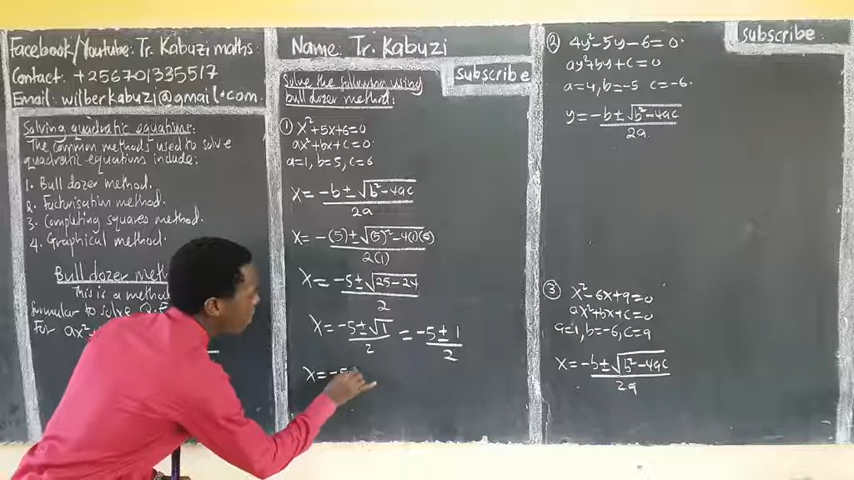 Facebook/Youtube: Tr. Kabuzi maths
Contact: +256701335517
Email: wilberkabuzi@gmail.com
Solving quadratic equations:
The common methods used to solve
quadratic equations include:
1. Bull dozer method.
2. Factorisation method.
3. Completing squares method.
4. Graphical method.
Bull dozer met
This is a metho
formular to solve Q.E
For ax²
Name: Tr. Kabuzi
subscribe
Solve the following using
bull dozer method:
① x²+5x+6=0
ax²+bx+c=0
a=1, b=5, c=6
x= -b±√b²-4ac
2a
x= -(5)±√(5)²-4(1)(6)
2(1)
x= -5±√25-24
2
x= -5±√1 = -5±1
2 2
x= -5
② 4y²-5y-6=0
ay²+by+c=0
a=4, b=-5 c=-6
y= -b±√b²-4ac
2a
subscribe
③ x²-6x+9=0
ax²+bx+c=0
a=1, b=-6, c=9
x= -b±√b²-4ac
2a